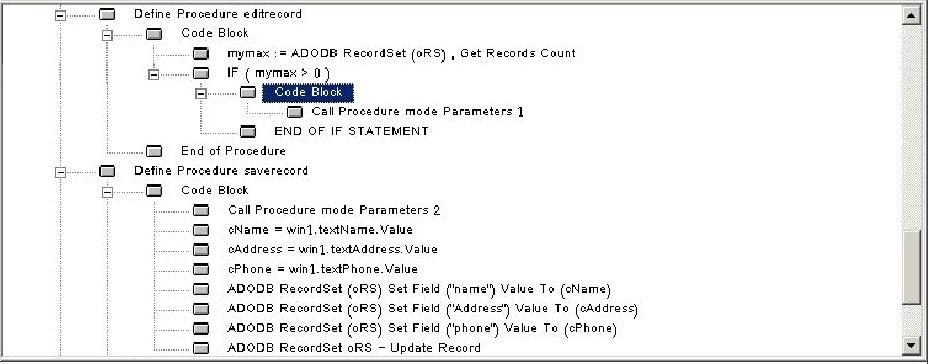 Define Procedure editrecord
Code Block
mymax := ADODB RecordSet (oRS) , Get Records Count
IF ( mymax > 0 )
Code Block
Call Procedure mode Parameters 1
END OF IF STATEMENT
End of Procedure
Define Procedure saverecord
Code Block
Call Procedure mode Parameters 2
cName = win1.textName.Value
cAddress = win1.textAddress.Value
cPhone = win1.textPhone.Value
ADODB RecordSet (oRS) Set Field ("name") Value To (cName)
ADODB RecordSet (oRS) Set Field ("Address") Value To (cAddress)
ADODB RecordSet (oRS) Set Field ("phone") Value To (cPhone)
ADODB RecordSet oRS - Update Record